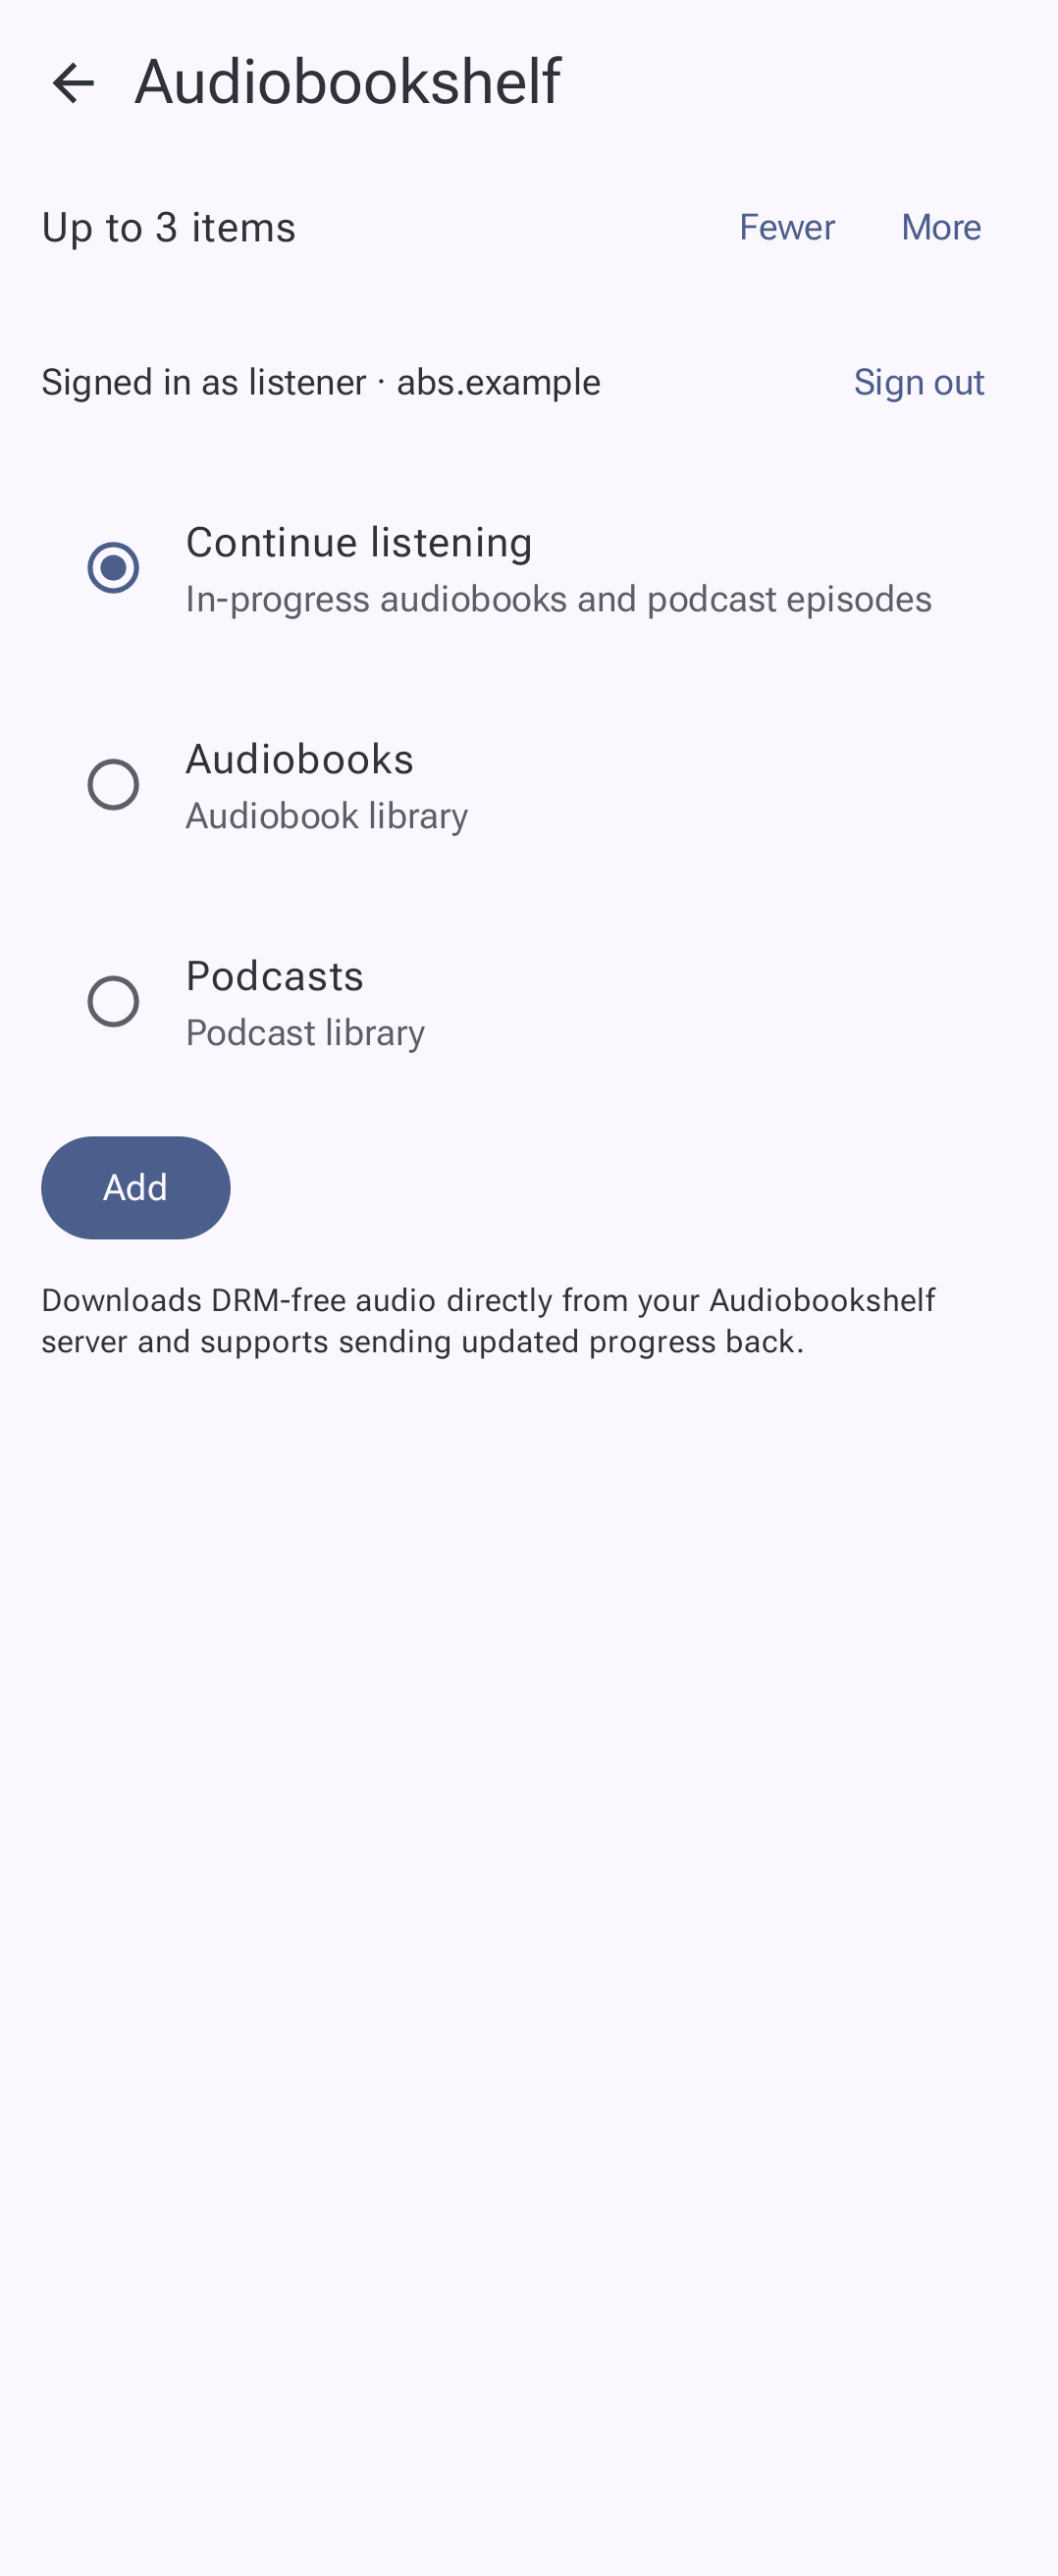 Audiobookshelf
Up to 3 items Fewer More
Signed in as listener · abs.example Sign out
Continue listening
In-progress audiobooks and podcast episodes
Audiobooks
Audiobook library
Podcasts
Podcast library
Add
Downloads DRM-free audio directly from your Audiobookshelf
server and supports sending updated progress back.